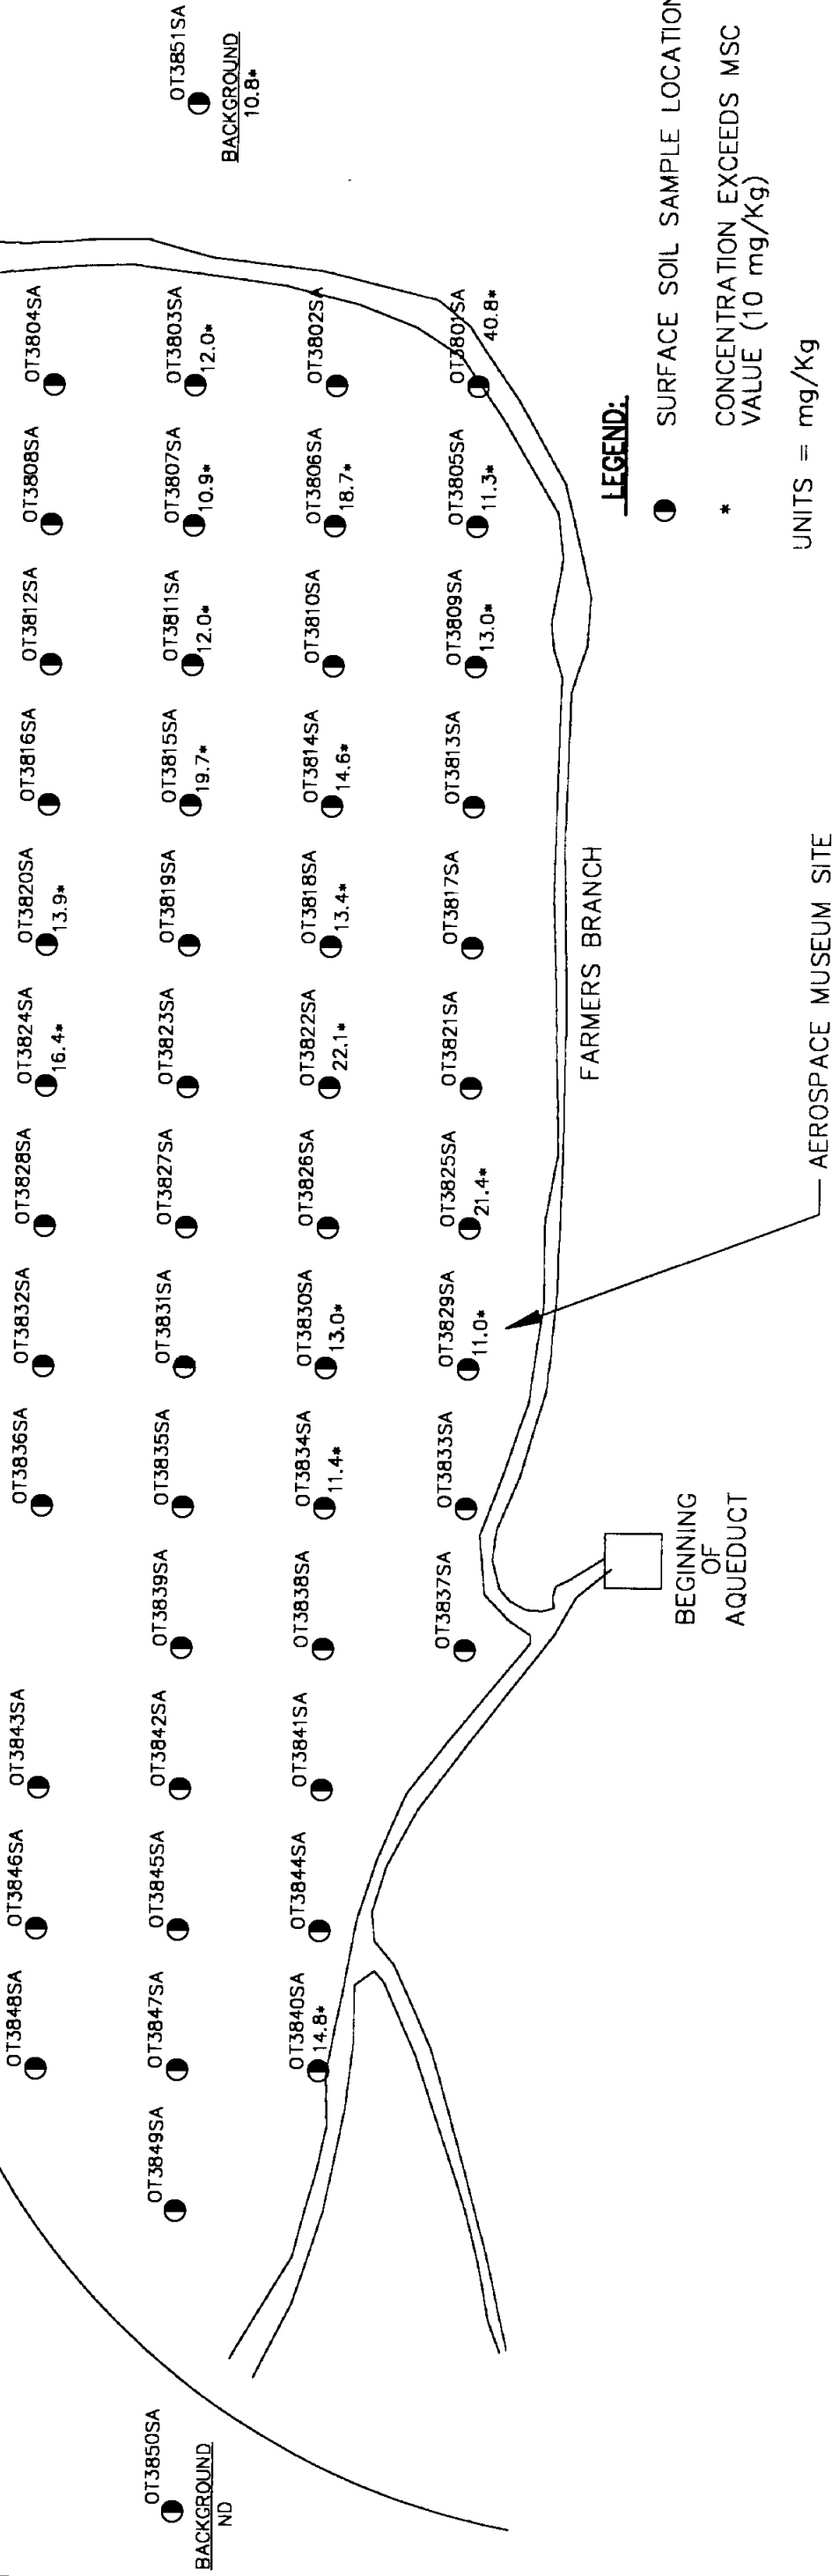 OT3804SA
OT3808SA
OT3812SA
OT3816SA
OT3820SA
13.9*
OT3824SA
16.4*
OT3828SA
OT3832SA
OT3836SA
OT3843SA
OT3846SA
OT3848SA
OT3851SA
BACKGROUND
10.8*
OT3803SA
12.0*
OT3807SA
10.9*
OT3811SA
12.0*
OT3815SA
19.7*
OT3819SA
OT3823SA
OT3827SA
OT3831SA
OT3835SA
OT3839SA
OT3842SA
OT3845SA
OT3847SA
OT3849SA
OT3850SA
BACKGROUND
ND
OT3802SA
OT3806SA
18.7*
OT3810SA
OT3814SA
14.6*
OT3818SA
13.4*
OT3822SA
22.1*
OT3826SA
OT3830SA
13.0*
OT3834SA
11.4*
OT3838SA
OT3841SA
OT3844SA
OT3840SA
14.8*
OT3801SA
40.8*
OT3805SA
11.3*
OT3809SA
13.0*
OT3813SA
OT3817SA
OT3821SA
OT3825SA
21.4*
OT3829SA
11.0*
OT3833SA
OT3837SA
FARMERS BRANCH
BEGINNING
OF
AQUEDUCT
AEROSPACE MUSEUM SITE
LEGEND:
SURFACE SOIL SAMPLE LOCATION
* CONCENTRATION EXCEEDS MSC
VALUE (10 mg/Kg)
UNITS = mg/Kg